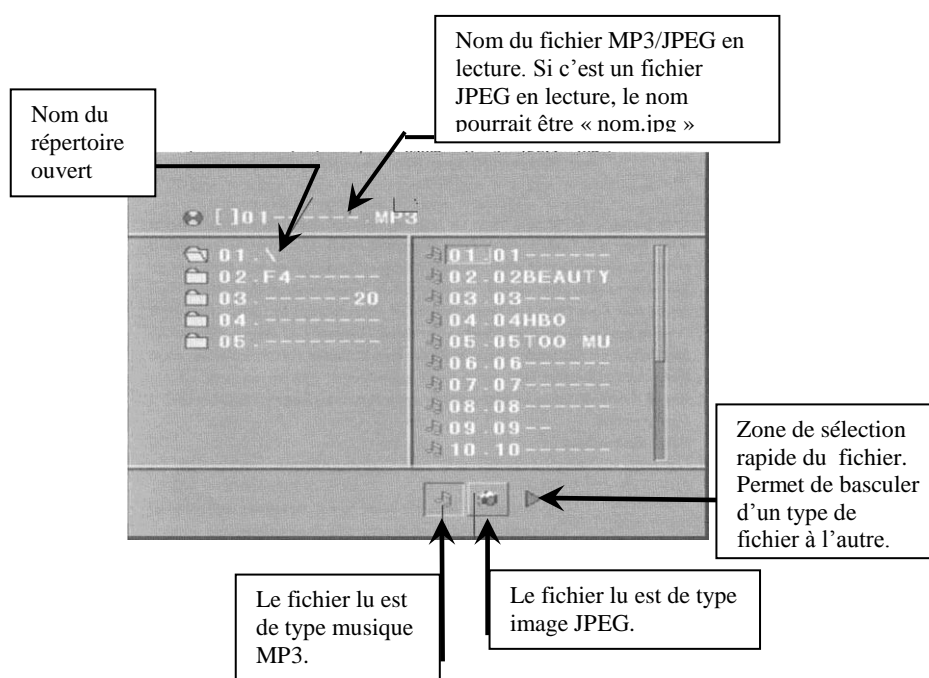 Nom du fichier MP3/JPEG en
lecture. Si c’est un fichier
JPEG en lecture, le nom
pourrait être « nom.jpg »
Nom du
répertoire
ouvert
[ ]01-------.MP3
01.\
02.F4-------
03.-------20
04.---------
05.---------
01.01------
02.02BEAUTY
03.03----
04.04HBO
05.05TOO MU
06.06------
07.07------
08.08------
09.09--
10.10------
Zone de sélection
rapide du fichier.
Permet de basculer
d’un type de
fichier à l’autre.
Le fichier lu est
de type musique
MP3.
Le fichier lu est de type
image JPEG.